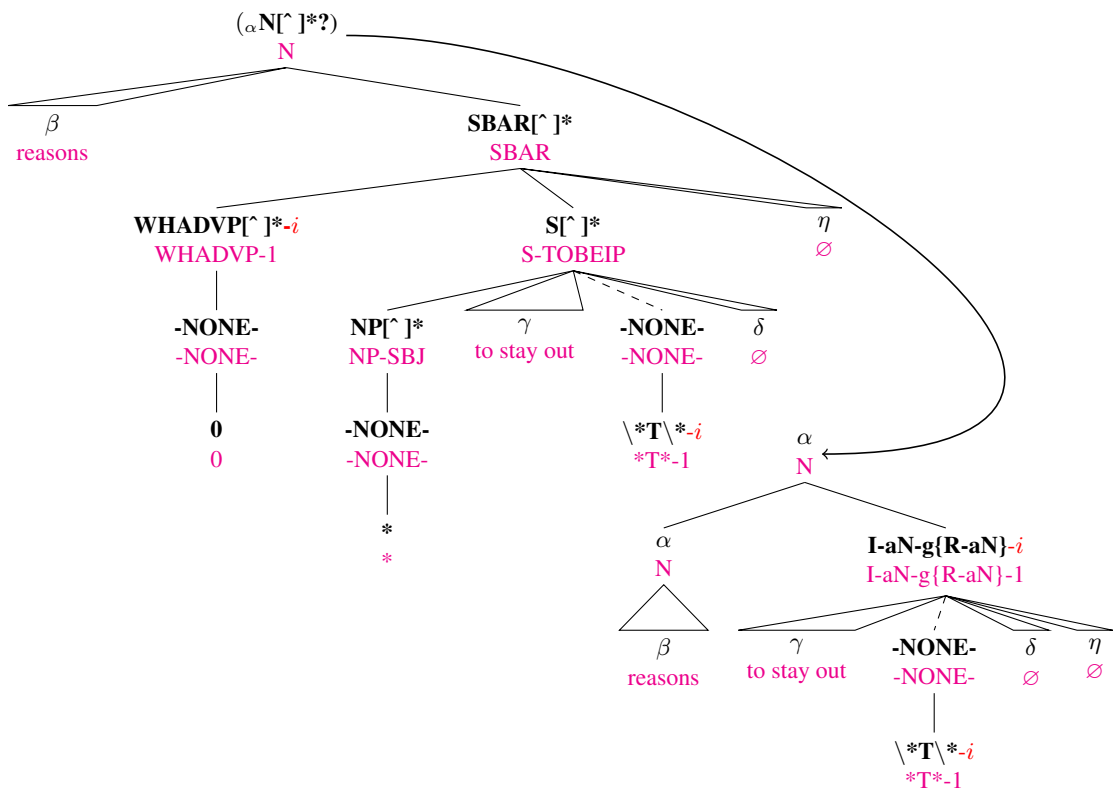 (αN[^ ]*?)
N
β
reasons
SBAR[^ ]*
SBAR
WHADVP[^ ]*-i
WHADVP-1
S[^ ]*
S-TOBEIP
η
∅
-NONE-
-NONE-
NP[^ ]*
NP-SBJ
γ
to stay out
-NONE-
-NONE-
δ
∅
0
0
-NONE-
-NONE-
\*T\*-i
*T*-1
*
*
α
N
α
N
I-aN-g{R-aN}-i
I-aN-g{R-aN}-1
β
reasons
γ
to stay out
-NONE-
-NONE-
δ
∅
η
∅
\*T\*-i
*T*-1